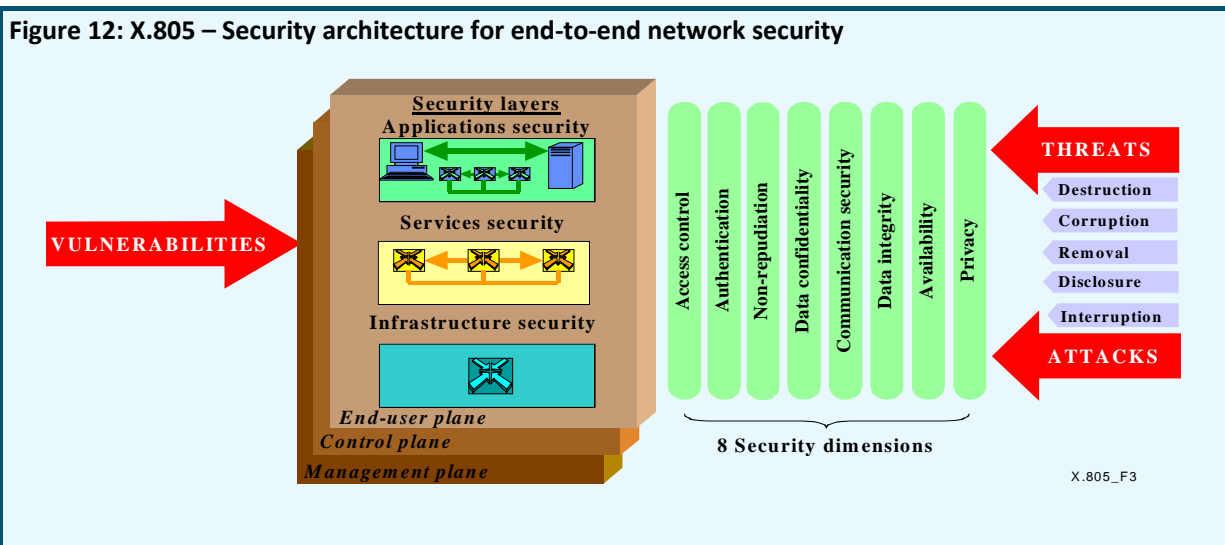 Figure 12: X.805 – Security architecture for end-to-end network security
Security layers
Applications security
Services security
Infrastructure security
End-user plane
Control plane
Management plane
VULNERABILITIES
Access control
Authentication
Non-repudiation
Data confidentiality
Communication security
Data integrity
Availability
Privacy
8 Security dimensions
THREATS
Destruction
Corruption
Removal
Disclosure
Interruption
ATTACKS
X.805_F3